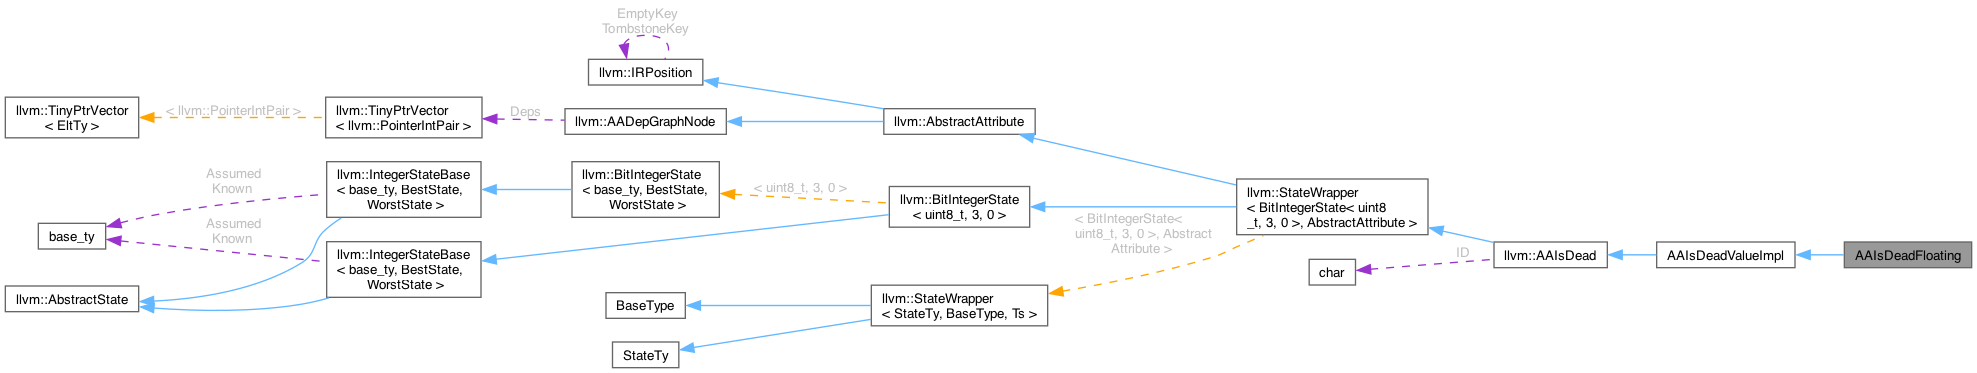 EmptyKey
TombstoneKey
llvm::IRPosition
llvm::TinyPtrVector
< EltTy >
< llvm::PointerIntPair >
llvm::TinyPtrVector
< llvm::PointerIntPair >
Deps
llvm::AADepGraphNode
llvm::AbstractAttribute
Assumed
Known
llvm::IntegerStateBase
< base_ty, BestState,
WorstState >
llvm::BitIntegerState
< base_ty, BestState,
WorstState >
< uint8_t, 3, 0 >
llvm::BitIntegerState
< uint8_t, 3, 0 >
llvm::StateWrapper
< BitIntegerState< uint8
_t, 3, 0 >, AbstractAttribute >
base_ty
Assumed
Known
llvm::IntegerStateBase
< base_ty, BestState,
WorstState >
< BitIntegerState<
uint8_t, 3, 0 >, Abstract
Attribute >
ID
char
llvm::AAIsDead
AAIsDeadValueImpl
AAIsDeadFloating
llvm::AbstractState
BaseType
llvm::StateWrapper
< StateTy, BaseType, Ts >
StateTy